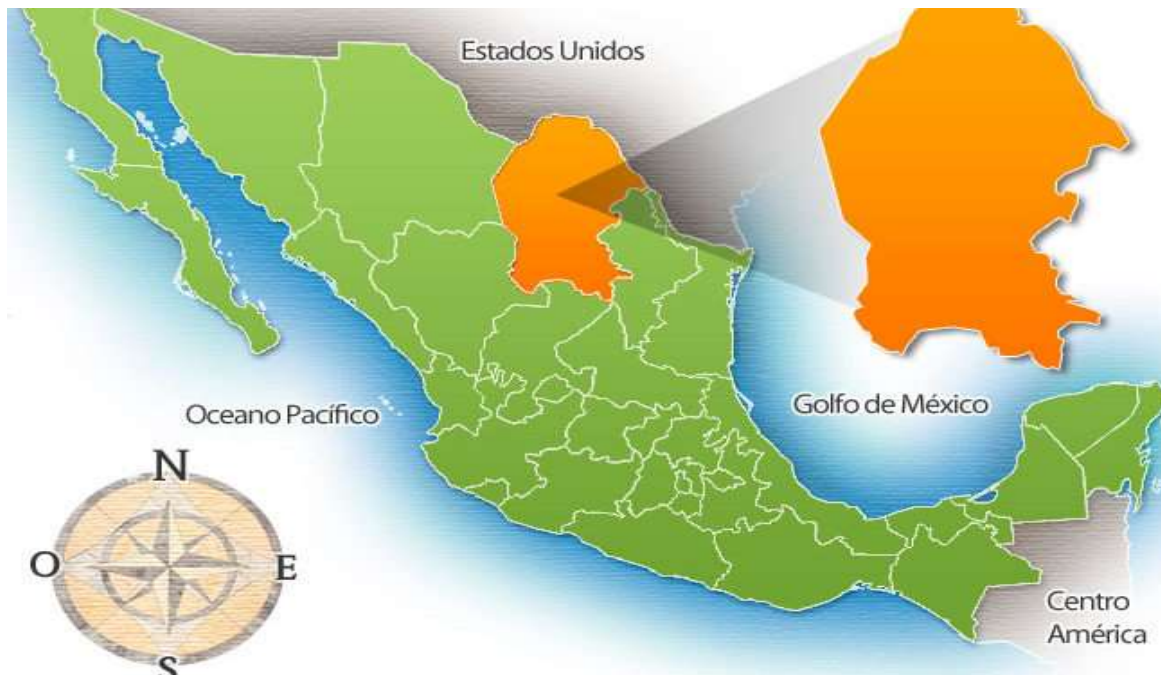 Estados Unidos
Golfo de México
Oceano Pacífico
N
O
E
S
Centro
América